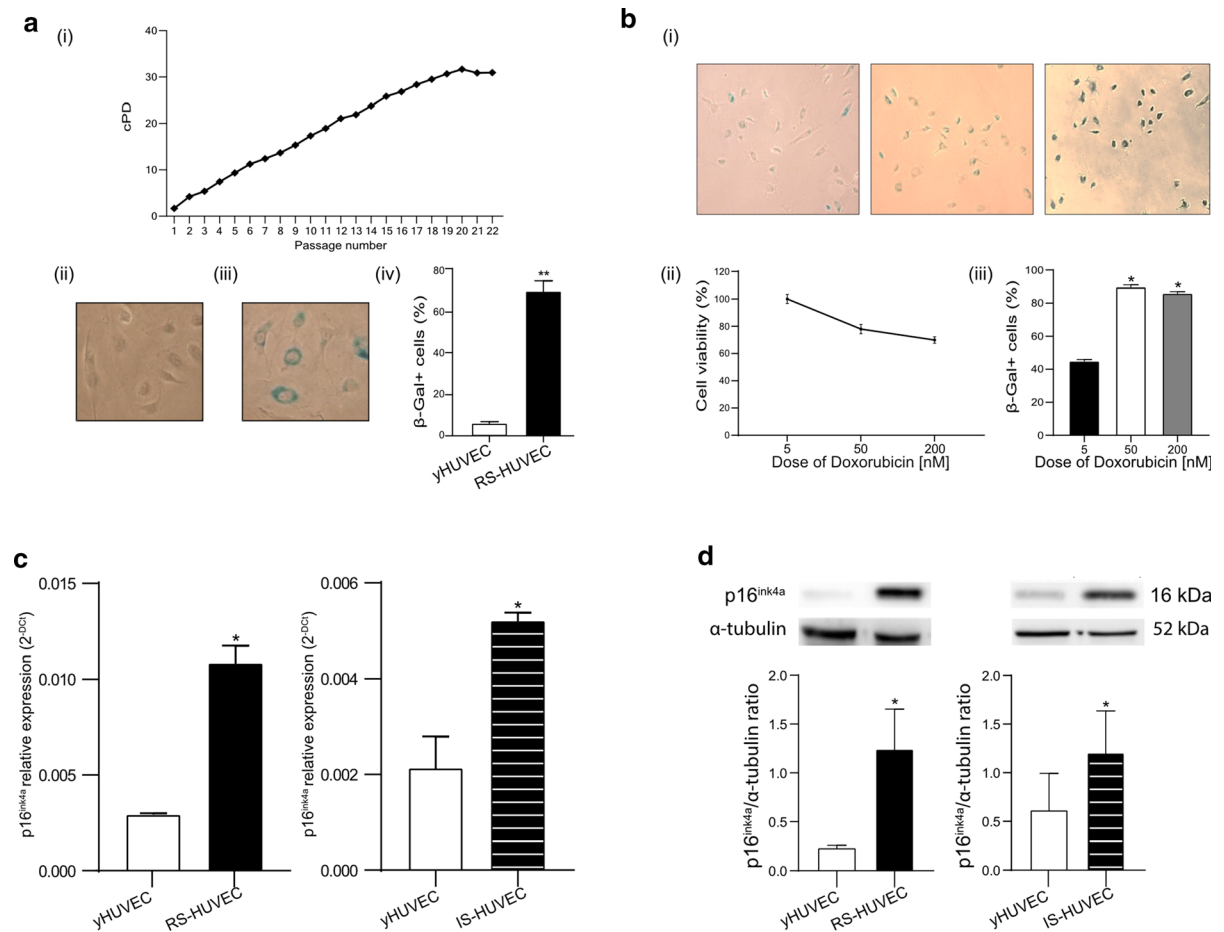 a
(i)
40
30
20
10
0
cPD
1 2 3 4 5 6 7 8 9 10 11 12 13 14 15 16 17 18 19 20 21 22
Passage number
(ii)
(iii)
(iv)
80
60
40
20
0
β-Gal+ cells (%)
**
yHUVEC
RS-HUVEC
b
(i)
(ii)
120
100
80
60
40
20
0
Cell viability (%)
5 50 200
Dose of Doxorubicin [nM]
(iii)
100
80
60
40
20
0
β-Gal+ cells (%)
* *
5 50 200
Dose of Doxorubicin [nM]
c
0.015
0.010
0.005
0.000
p16ink4a relative expression (2-DCt)
*
yHUVEC
RS-HUVEC
0.006
0.004
0.002
0.000
p16ink4a relative expression (2-DCt)
*
yHUVEC
IS-HUVEC
d
p16ink4a
16 kDa
α-tubulin
52 kDa
2.0
1.5
1.0
0.5
0.0
p16ink4a/α-tubulin ratio
*
yHUVEC
RS-HUVEC
2.0
1.5
1.0
0.5
0.0
p16ink4a/α-tubulin ratio
*
yHUVEC
IS-HUVEC